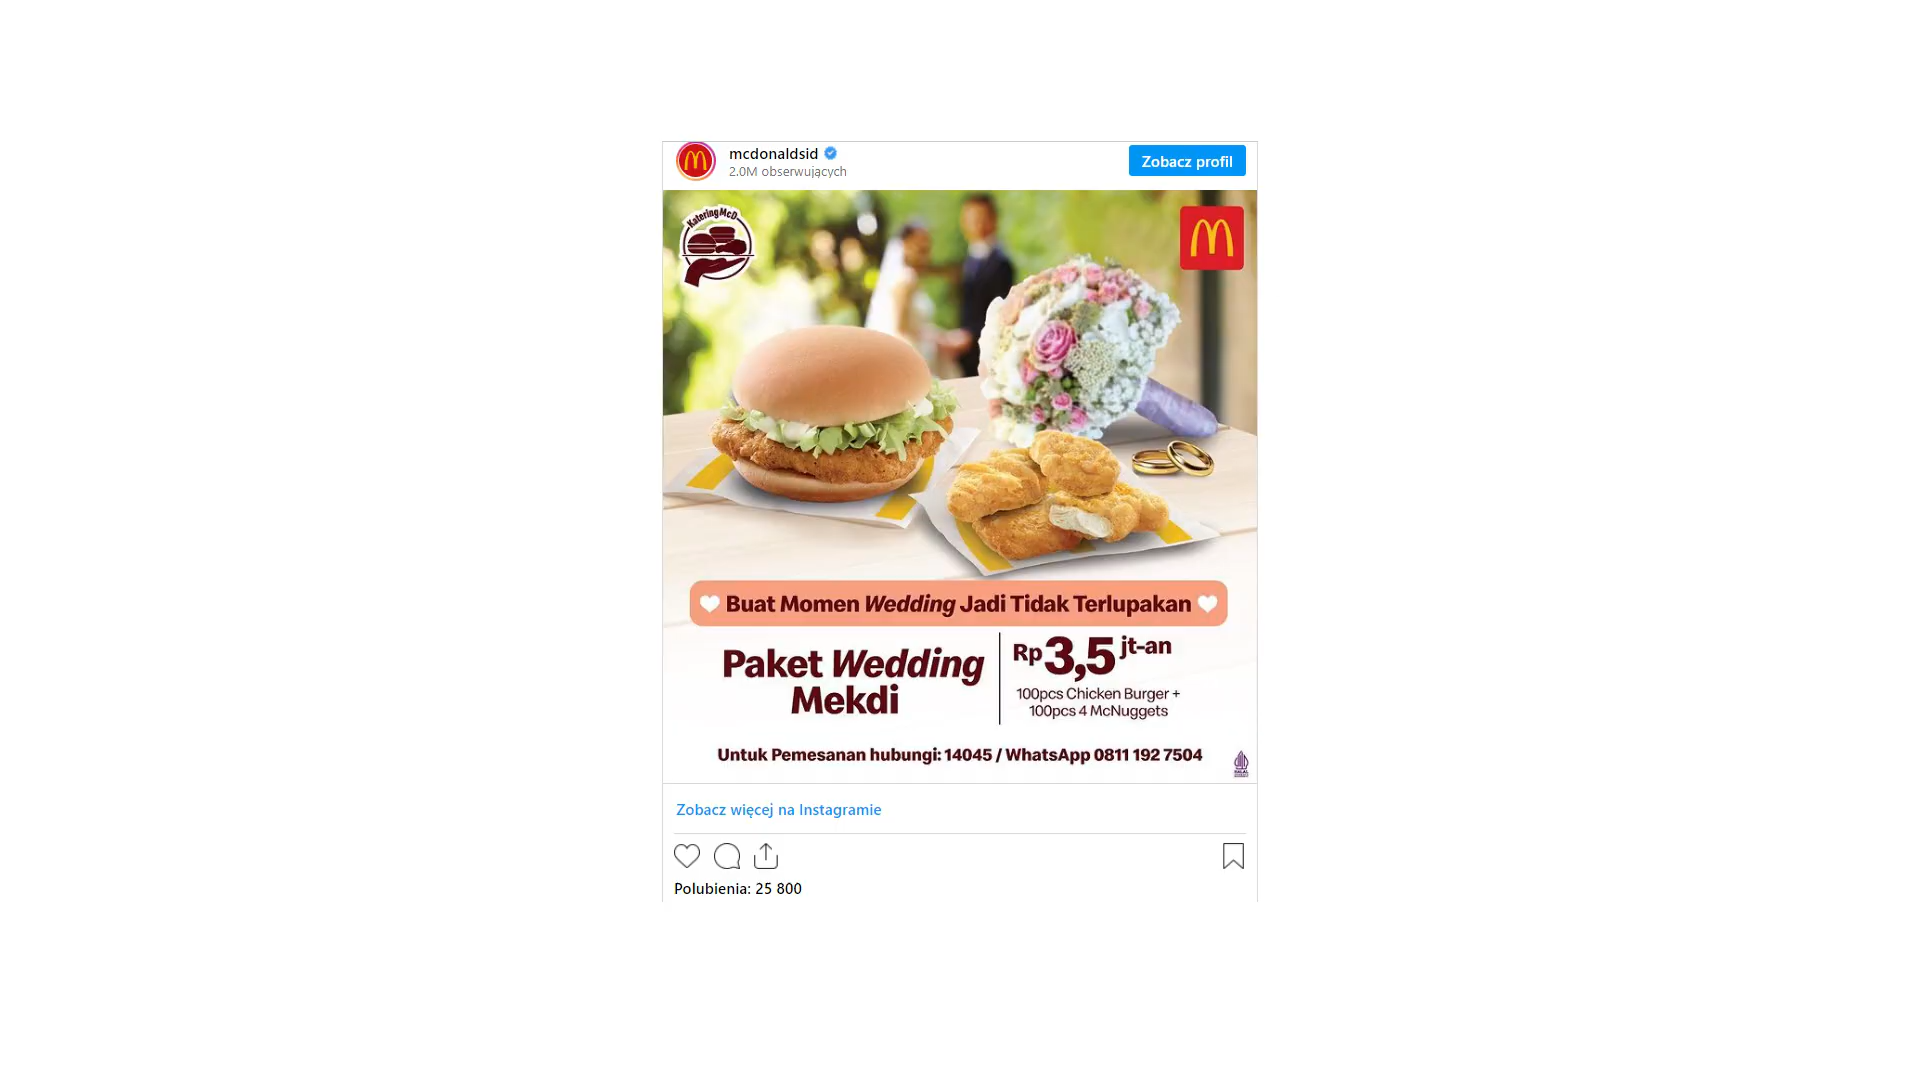 mcdonaldsid
2.0M obserwujących
Zobacz profil
KateringMcD
Buat Momen Wedding Jadi Tidak Terlupakan
Paket Wedding
Mekdi
Rp3,5 jt-an
100pcs Chicken Burger +
100pcs 4 McNuggets
Untuk Pemesanan hubungi: 14045 / WhatsApp 0811 192 7504
Zobacz więcej na Instagramie
Polubienia: 25 800